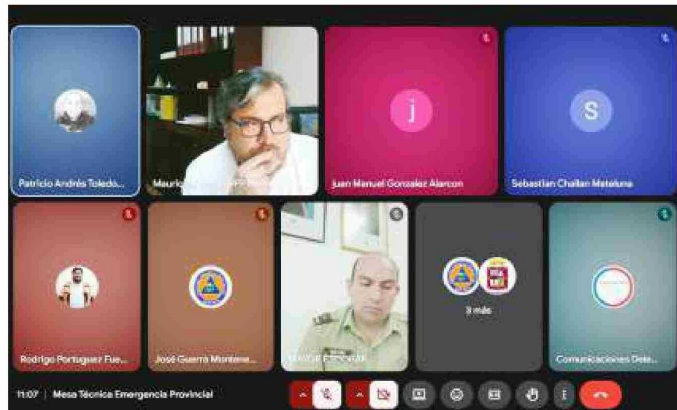 Patricio Andrés Toledo...
Mauric
j
Juan Manuel Gonzalez Alarcon
S
Sebastian Challan Mateluna
Rodrigo Portuguez Fue...
José Guerra Montene...
3 más
Comunicaciones Dele...
11:07 | Mesa Técnica Emergencia Provincial